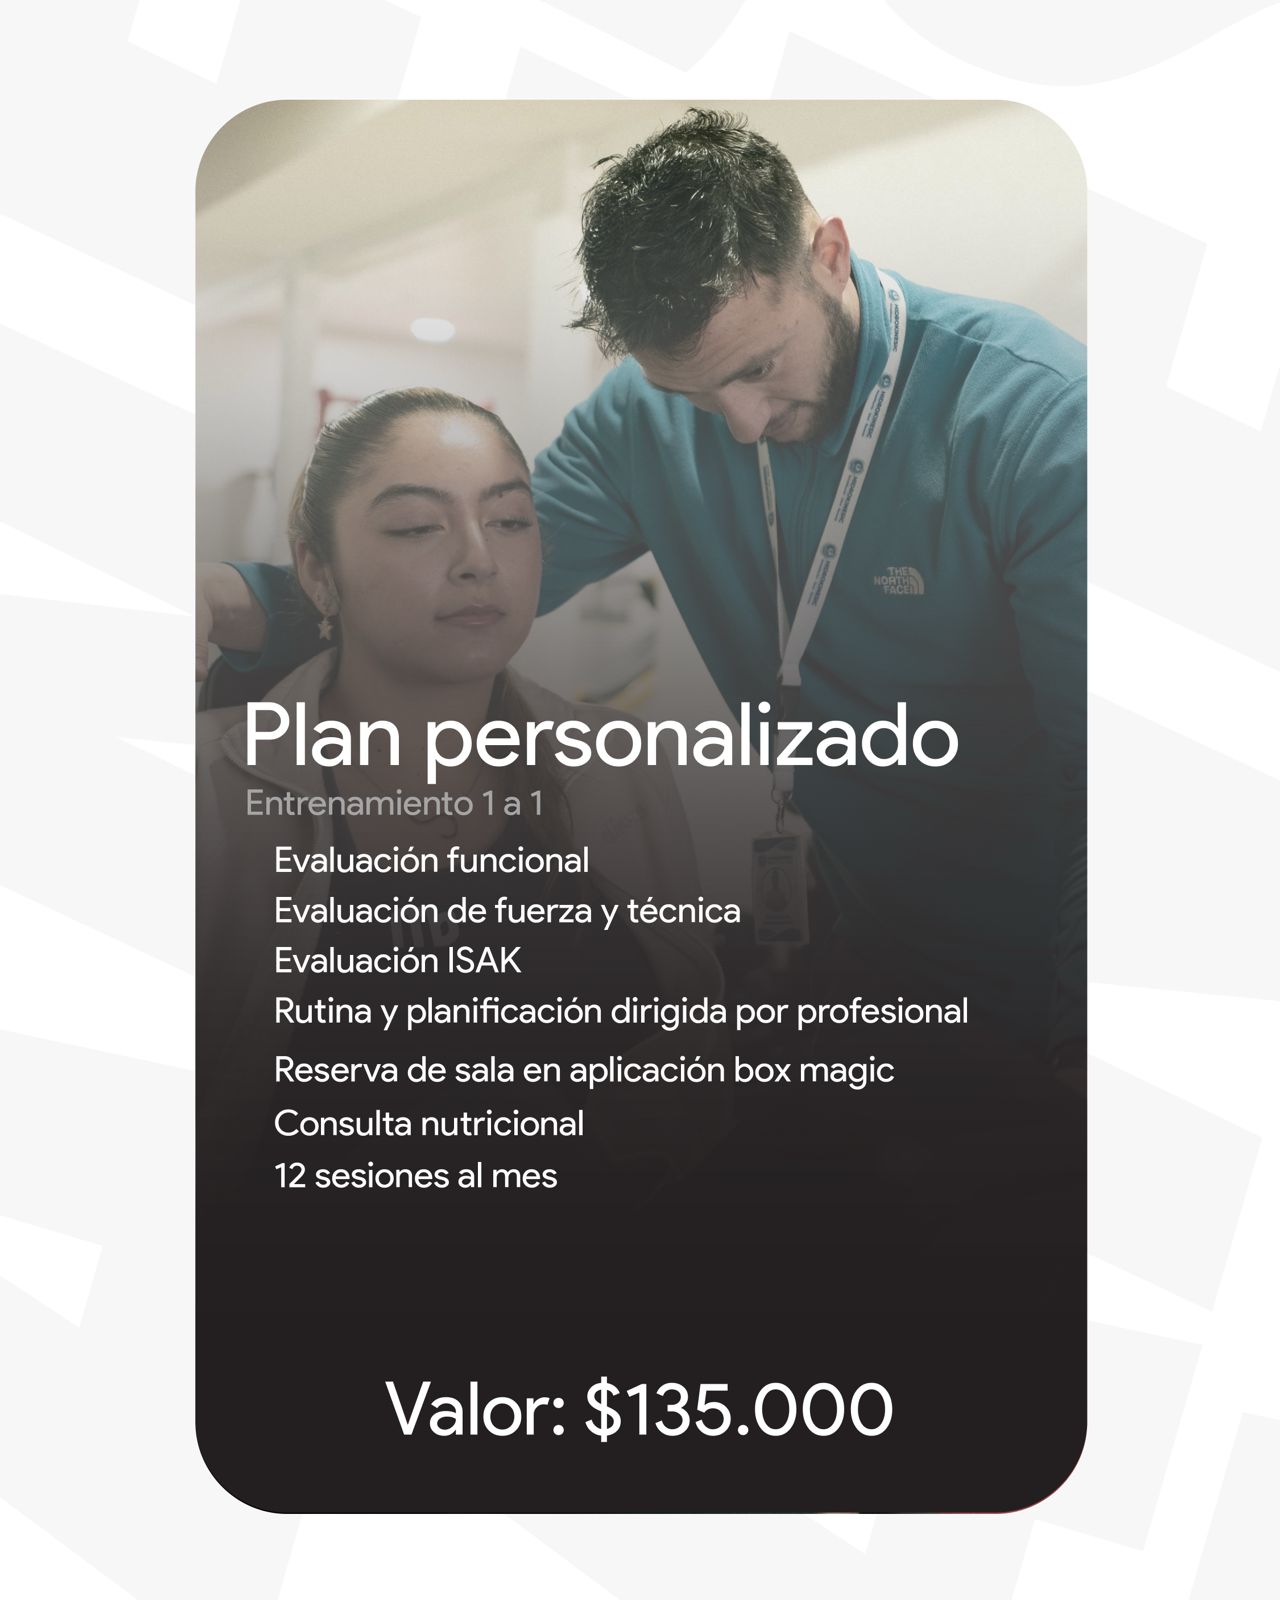 THE
NORTH
FACE
Plan personalizado
Entrenamiento 1 a 1
Evaluación funcional
Evaluación de fuerza y técnica
Evaluación ISAK
Rutina y planificación dirigida por profesional
Reserva de sala en aplicación box magic
Consulta nutricional
12 sesiones al mes
Valor: $135.000